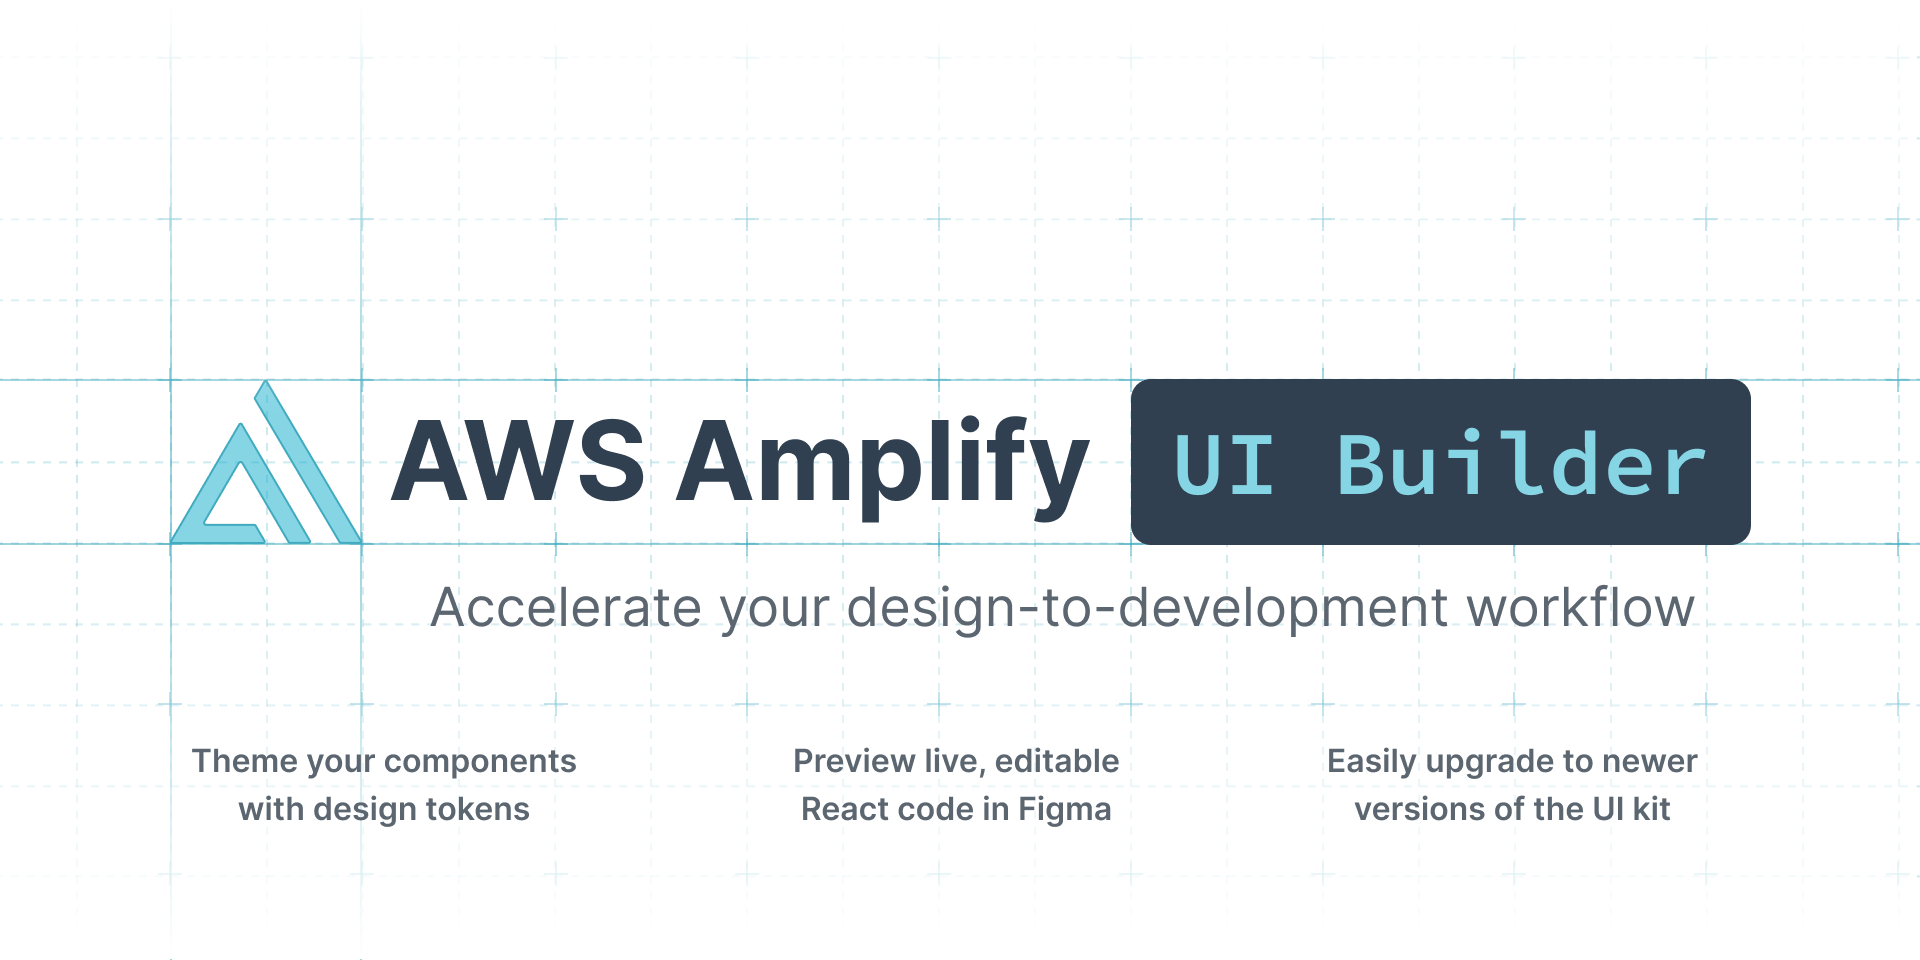 AWS Amplify UI Builder
Accelerate your design-to-development workflow
Theme your components
with design tokens
Preview live, editable
React code in Figma
Easily upgrade to newer
versions of the UI kit